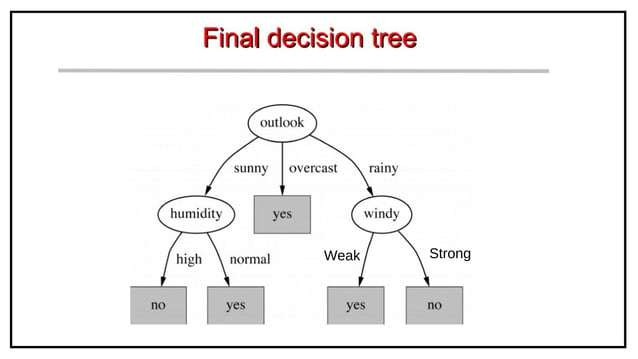 Final decision tree
outlook
sunny overcast rainy
humidity yes windy
high normal Weak Strong
no yes yes no